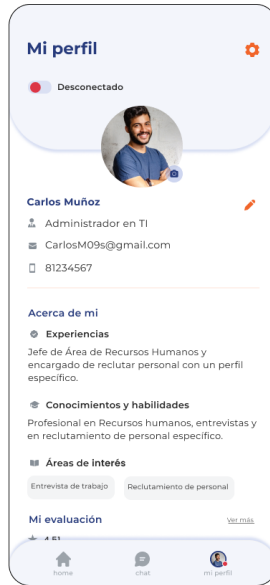 Mi perfil
Desconectado
Carlos Muñoz
Administrador en TI
CarlosM09s@gmail.com
81234567
Acerca de mi
Experiencias
Jefe de Área de Recursos Humanos y
encargado de reclutar personal con un perfil
específico.
Conocimientos y habilidades
Profesional en Recursos humanos, entrevistas y
en reclutamiento de personal específico.
Áreas de interés
Entrevista de trabajo Reclutamiento de personal
Mi evaluación Ver más
home chat mi perfil